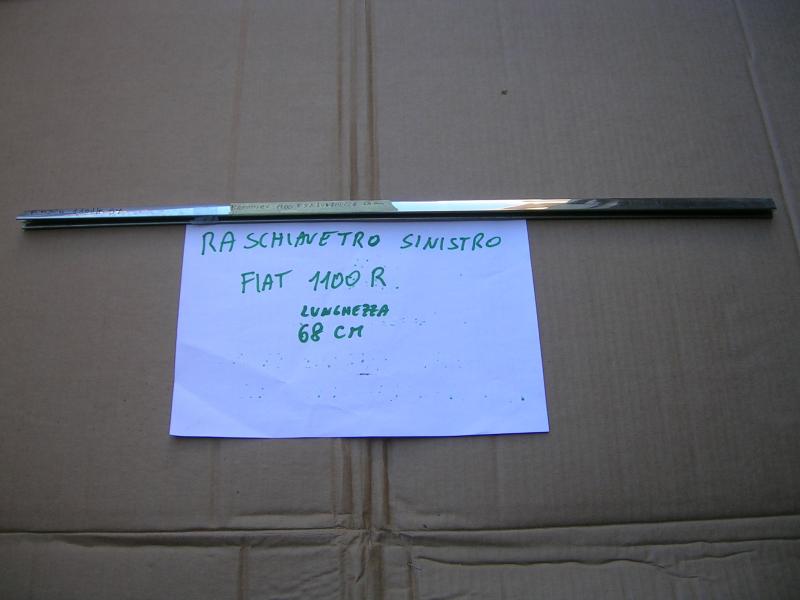 RASCHIAVETRO SINISTRO
FIAT 1100 R.
LUNGHEZZA
68 CM